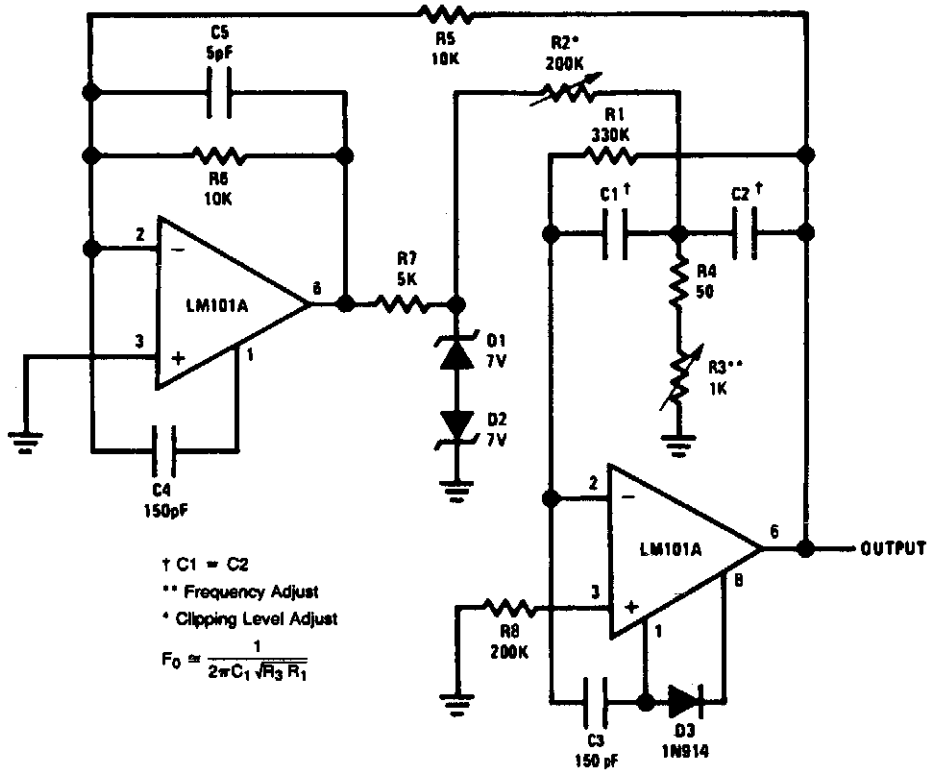 C5
5pF
R5
10K
R2*
200K
R1
330K
R6
10K
C1†
C2†
2
−
LM101A
6
R7
5K
R4
50
3
+
1
D1
7V
R3**
1K
D2
7V
C4
150pF
2
−
LM101A
6
OUTPUT
8
3
+
R8
200K
1
C3
150 pF
D3
1N914
† C1 = C2
** Frequency Adjust
* Clipping Level Adjust
F₀ ≅ 1 / 2πC₁ √R₃ R₁